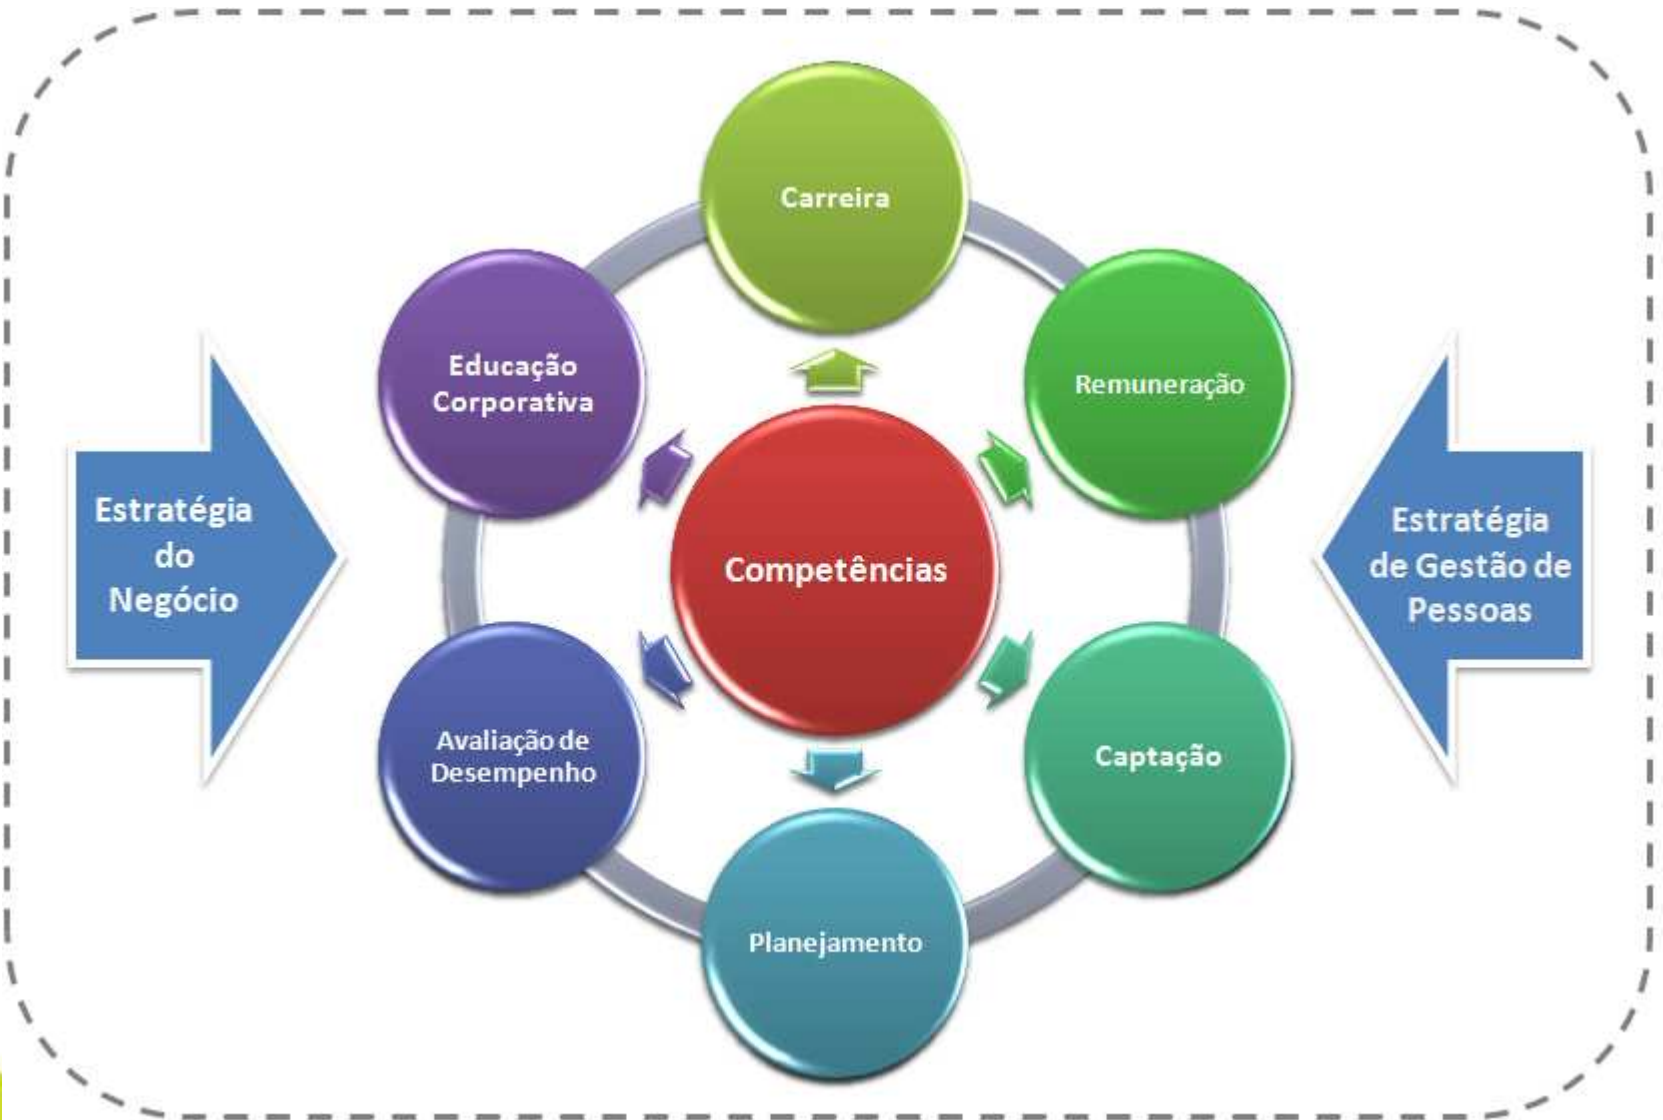 Carreira
Educação
Corporativa
Remuneração
Estratégia
do
Negócio
Competências
Estratégia
de Gestão de
Pessoas
Avaliação de
Desempenho
Captação
Planejamento